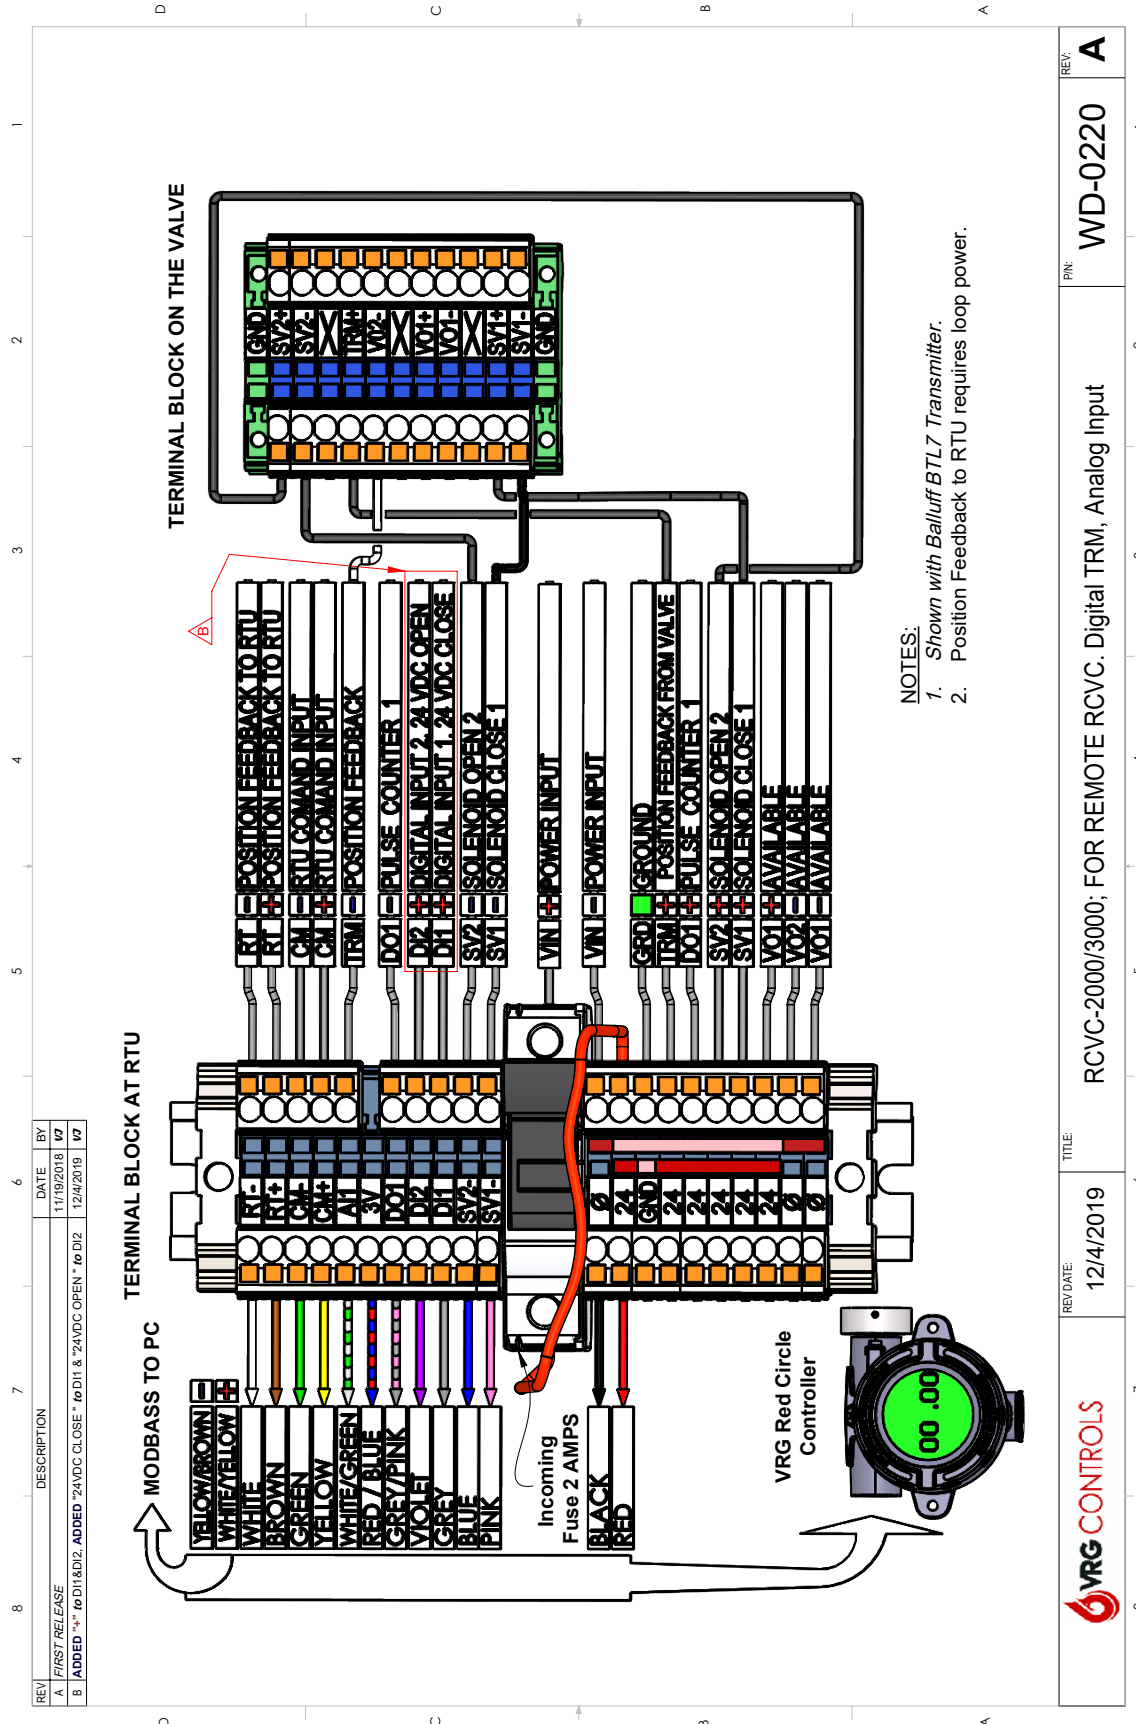 REV DESCRIPTION DATE BY
A FIRST RELEASE 11/19/2018 VJ
B ADDED "+" to DI1&DI2, ADDED "24VDC CLOSE " to DI1 & "24VDC OPEN " to DI2 12/4/2019 VJ
8 7 6 5 4 3 2 1
D
C
B
A
MODBASS TO PC
TERMINAL BLOCK AT RTU
TERMINAL BLOCK ON THE VALVE
B
YELLOW/BROWN -
WHITE/YELLOW +
WHITE RT- RT - POSITION FEEDBACK TO RTU
BROWN RT+ RT + POSITION FEEDBACK TO RTU
GREEN CM- CM - RTU COMAND INPUT
YELLOW CM+ CM + RTU COMAND INPUT
WHITE/GREEN AI1 TRM - POSITION FEEDBACK
RED / BLUE 3V
GREY/PINK DO1 DO1 - PULSE COUNTER 1
VIOLET DI2 DI2 + DIGITAL INPUT 2, 24 VDC OPEN
GREY DI1 DI1 + DIGITAL INPUT 1, 24 VDC CLOSE
BLUE SV2- SV2 - SOLENOID OPEN 2
PINK SV1- SV1 - SOLENOID CLOSE 1
Incoming
Fuse 2 AMPS
VIN + POWER INPUT
BLACK Ø VIN - POWER INPUT
RED 24
GND GRD GROUND
24 TRM + POSITION FEEDBACK FROM VALVE
24 DO1 + PULSE COUNTER 1
24 SV2 + SOLENOID OPEN 2
24 SV1 + SOLENOID CLOSE 1
24 VO1 + AVAILABLE
Ø VO2 - AVAILABLE
Ø VO1 - AVAILABLE
GND
SV2+
SV2-
X
TRM+
VO2-
X
VO1+
VO1-
X
SV1+
SV1-
GND
VRG Red Circle
Controller
00 .00
NOTES:
1. Shown with Balluff BTL7 Transmitter.
2. Position Feedback to RTU requires loop power.
VRG CONTROLS
REV DATE:
12/4/2019
TITLE:
RCVC-2000/3000; FOR REMOTE RCVC. Digital TRM, Analog Input
P/N:
WD-0220
REV:
A